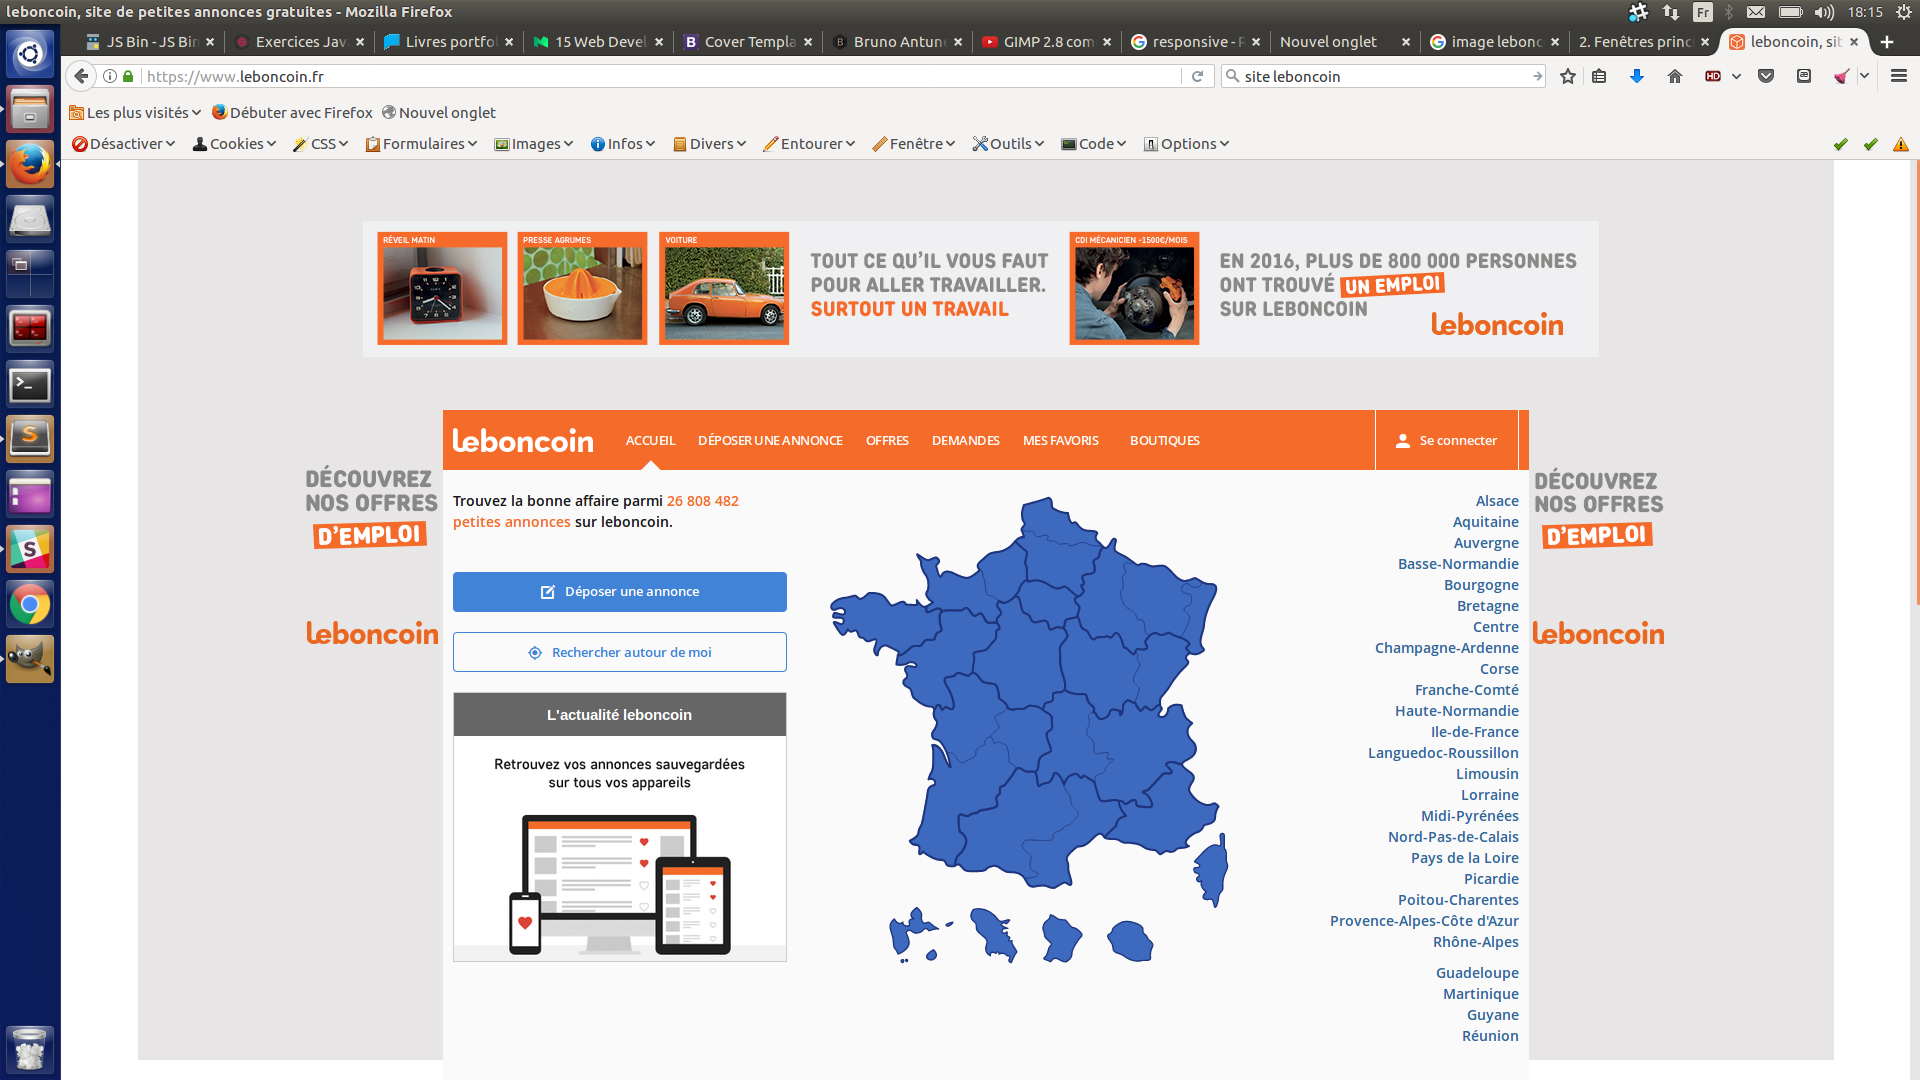 leboncoin, site de petites annonces gratuites - Mozilla Firefox
Fr
18:15
JS Bin - JS Bin
Exercices Jav
Livres portfo
15 Web Devel
Cover Templa
Bruno Antun
GIMP 2.8 com
responsive - P
Nouvel onglet
image lebonc
2. Fenêtres princ
leboncoin, sit
https://www.leboncoin.fr
site leboncoin
HD
Les plus visités
Débuter avec Firefox
Nouvel onglet
Désactiver
Cookies
CSS
Formulaires
Images
Infos
Divers
Entourer
Fenêtre
Outils
Code
Options
RÉVEIL MATIN
PRESSE AGRUMES
VOITURE
TOUT CE QU'IL VOUS FAUT
POUR ALLER TRAVAILLER.
SURTOUT UN TRAVAIL
CDI MÉCANICIEN -1500€/MOIS
EN 2016, PLUS DE 800 000 PERSONNES
ONT TROUVÉ UN EMPLOI
SUR LEBONCOIN
leboncoin
leboncoin
ACCUEIL
DÉPOSER UNE ANNONCE
OFFRES
DEMANDES
MES FAVORIS
BOUTIQUES
Se connecter
DÉCOUVREZ
NOS OFFRES
D'EMPLOI
leboncoin
Trouvez la bonne affaire parmi 26 808 482
petites annonces sur leboncoin.
Déposer une annonce
Rechercher autour de moi
L'actualité leboncoin
Retrouvez vos annonces sauvegardées
sur tous vos appareils
Alsace
Aquitaine
Auvergne
Basse-Normandie
Bourgogne
Bretagne
Centre
Champagne-Ardenne
Corse
Franche-Comté
Haute-Normandie
Ile-de-France
Languedoc-Roussillon
Limousin
Lorraine
Midi-Pyrénées
Nord-Pas-de-Calais
Pays de la Loire
Picardie
Poitou-Charentes
Provence-Alpes-Côte d'Azur
Rhône-Alpes
Guadeloupe
Martinique
Guyane
Réunion
DÉCOUVREZ
NOS OFFRES
D'EMPLOI
leboncoin